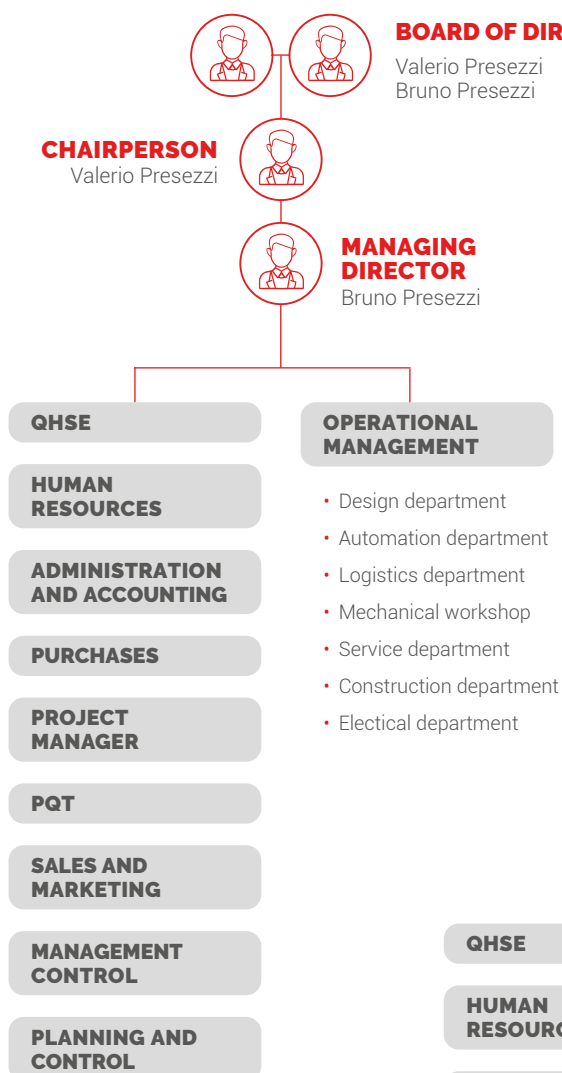 BOARD OF DIR
Valerio Presezzi
Bruno Presezzi
CHAIRPERSON
Valerio Presezzi
MANAGING
DIRECTOR
Bruno Presezzi
QHSE
HUMAN
RESOURCES
ADMINISTRATION
AND ACCOUNTING
PURCHASES
PROJECT
MANAGER
PQT
SALES AND
MARKETING
MANAGEMENT
CONTROL
PLANNING AND
CONTROL
OPERATIONAL
MANAGEMENT
• Design department
• Automation department
• Logistics department
• Mechanical workshop
• Service department
• Construction department
• Electical department
QHSE
HUMAN
RESOUR